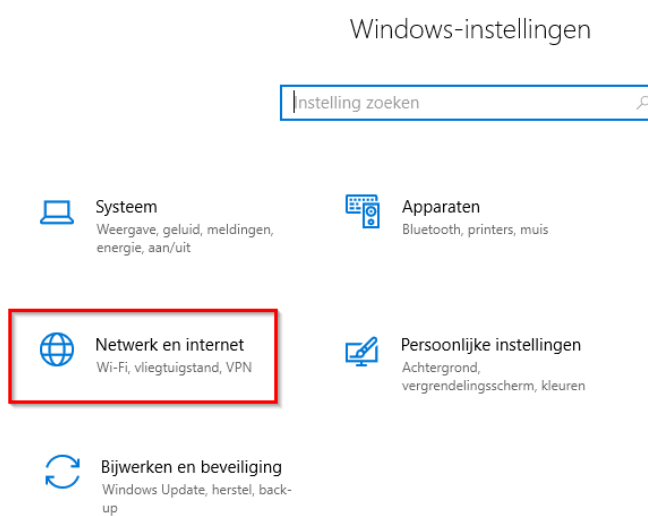 Windows-instellingen
Instelling zoeken
Systeem
Weergave, geluid, meldingen,
energie, aan/uit
Apparaten
Bluetooth, printers, muis
Netwerk en internet
Wi-Fi, vliegtuigstand, VPN
Persoonlijke instellingen
Achtergrond,
vergrendelingsscherm, kleuren
Bijwerken en beveiliging
Windows Update, herstel, back-
up